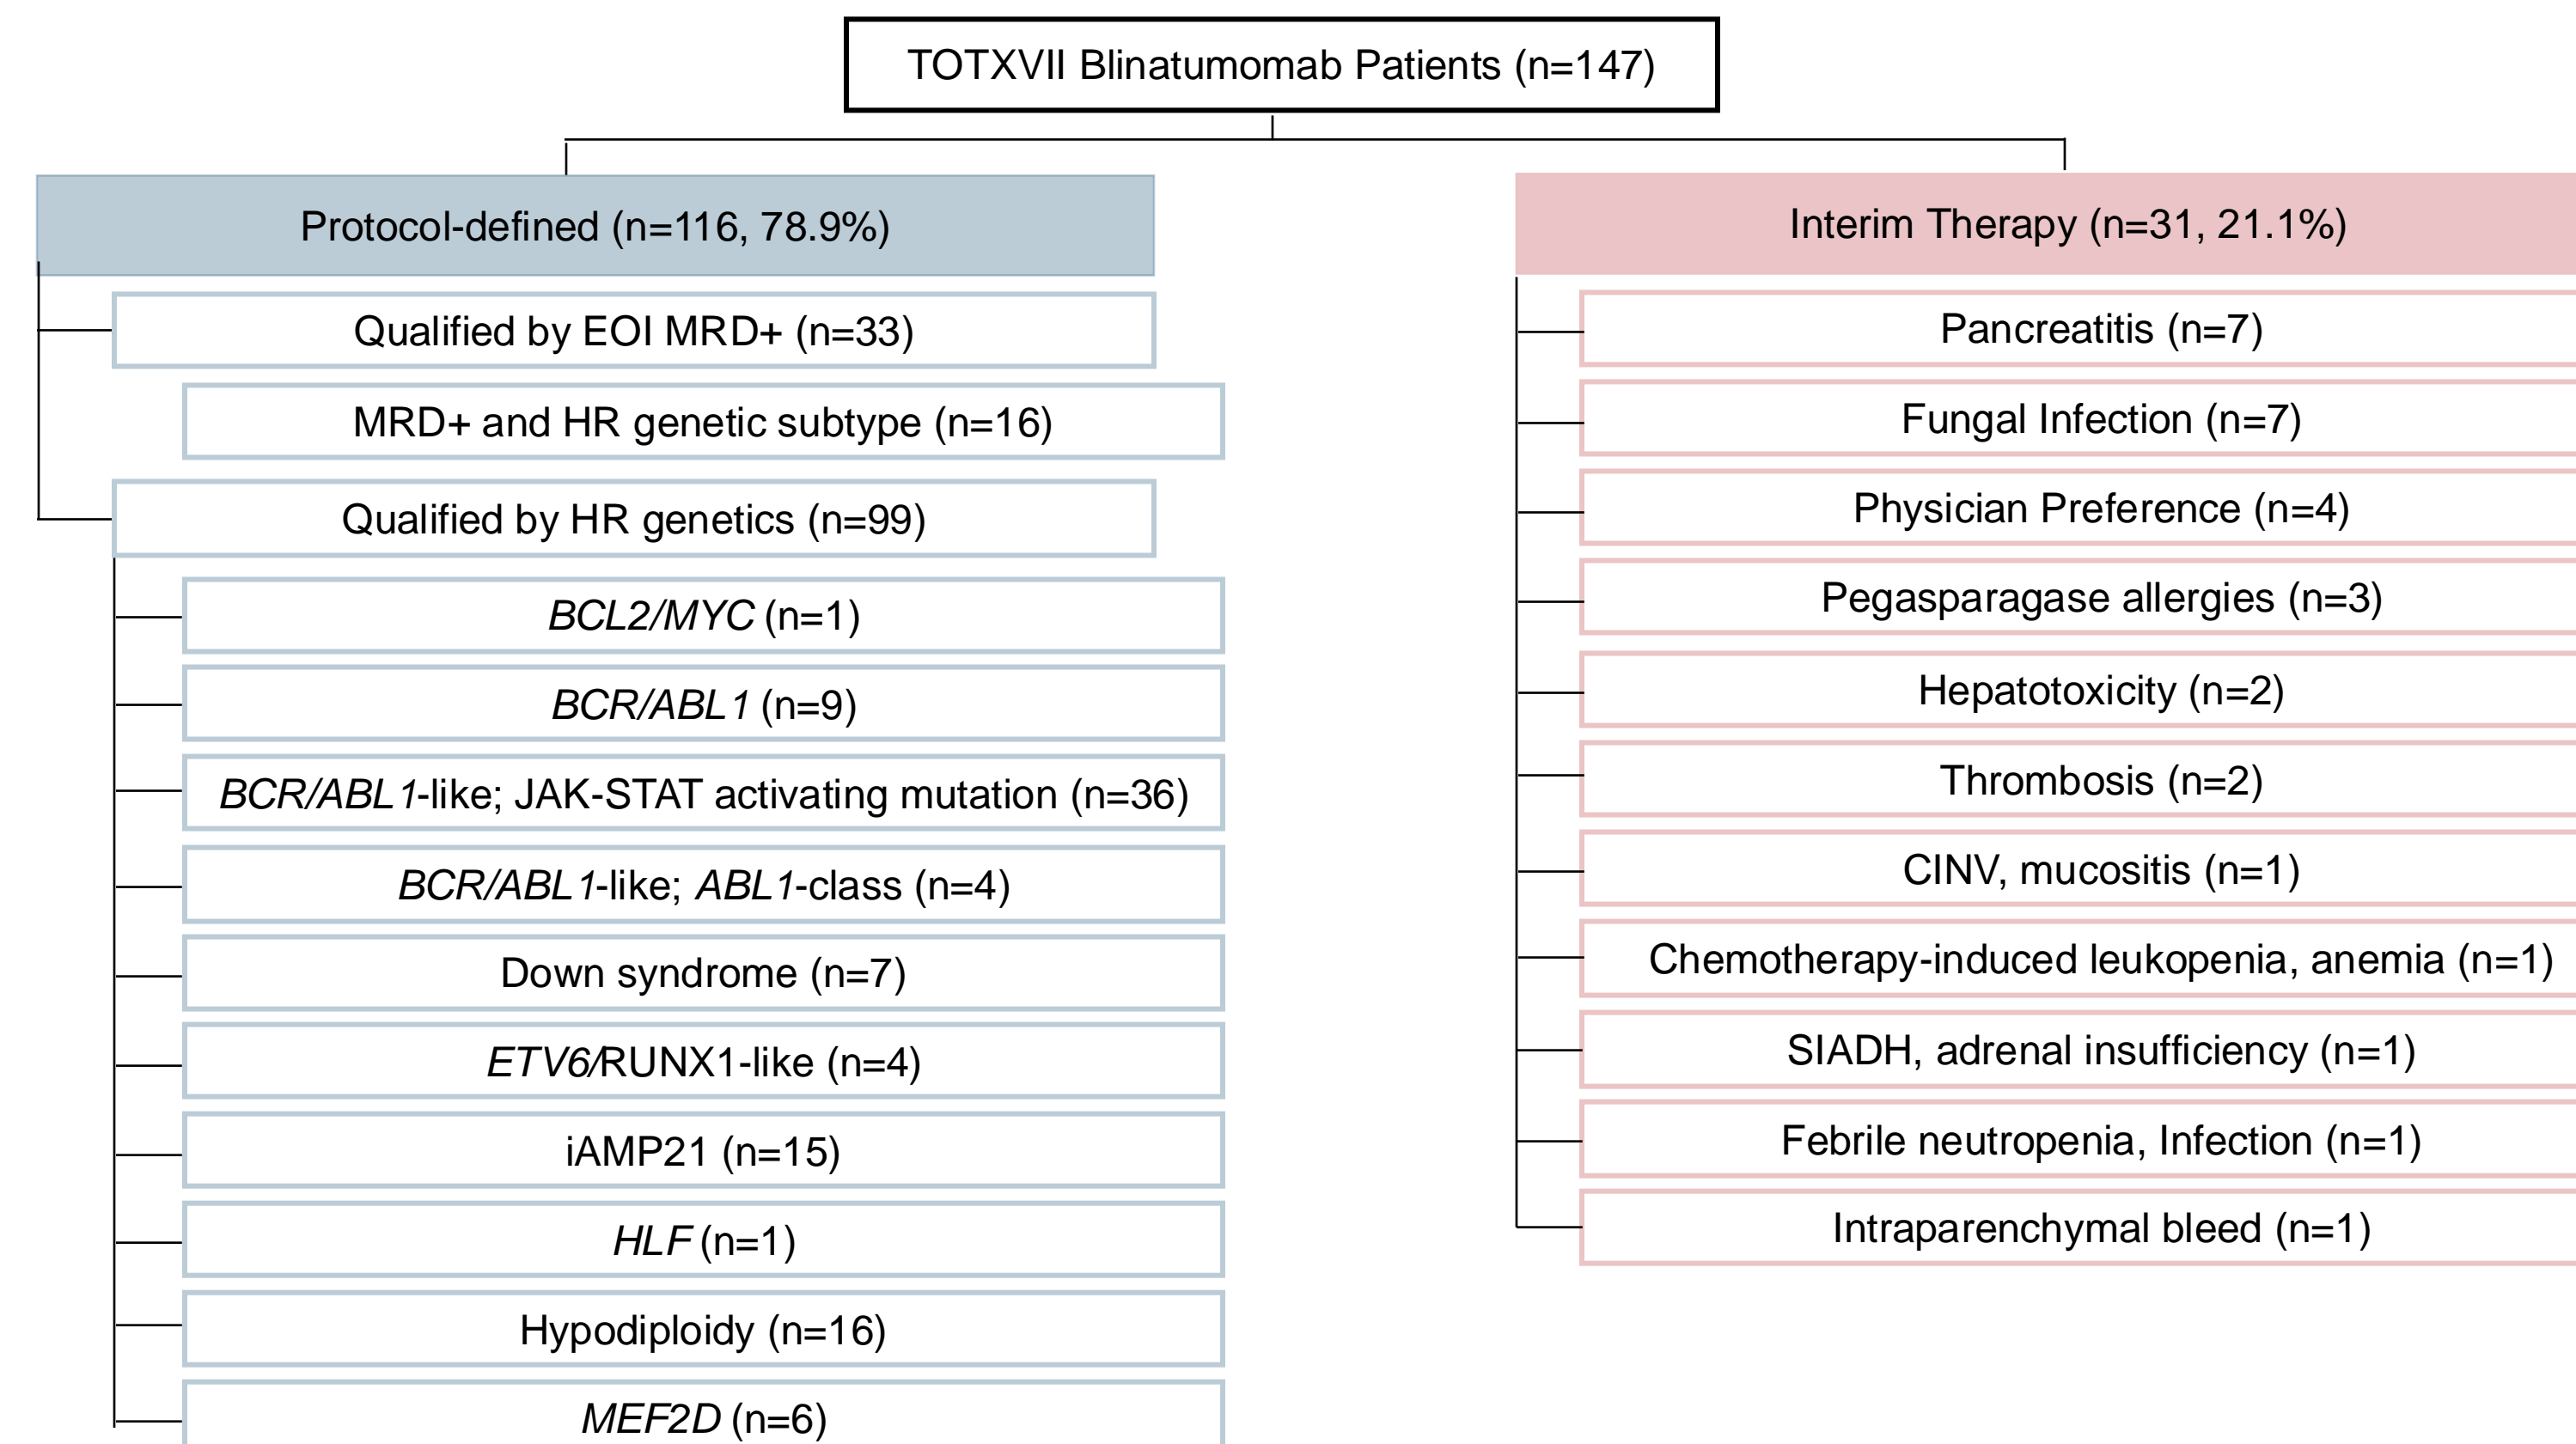 TOTXVII Blinatumomab Patients (n=147)
Protocol-defined (n=116, 78.9%)
Qualified by EOI MRD+ (n=33)
MRD+ and HR genetic subtype (n=16)
Qualified by HR genetics (n=99)
BCL2/MYC (n=1)
BCR/ABL1 (n=9)
BCR/ABL1-like; JAK-STAT activating mutation (n=36)
BCR/ABL1-like; ABL1-class (n=4)
Down syndrome (n=7)
ETV6/RUNX1-like (n=4)
iAMP21 (n=15)
HLF (n=1)
Hypodiploidy (n=16)
MEF2D (n=6)
Interim Therapy (n=31, 21.1%)
Pancreatitis (n=7)
Fungal Infection (n=7)
Physician Preference (n=4)
Pegasparagase allergies (n=3)
Hepatotoxicity (n=2)
Thrombosis (n=2)
CINV, mucositis (n=1)
Chemotherapy-induced leukopenia, anemia (n=1)
SIADH, adrenal insufficiency (n=1)
Febrile neutropenia, Infection (n=1)
Intraparenchymal bleed (n=1)